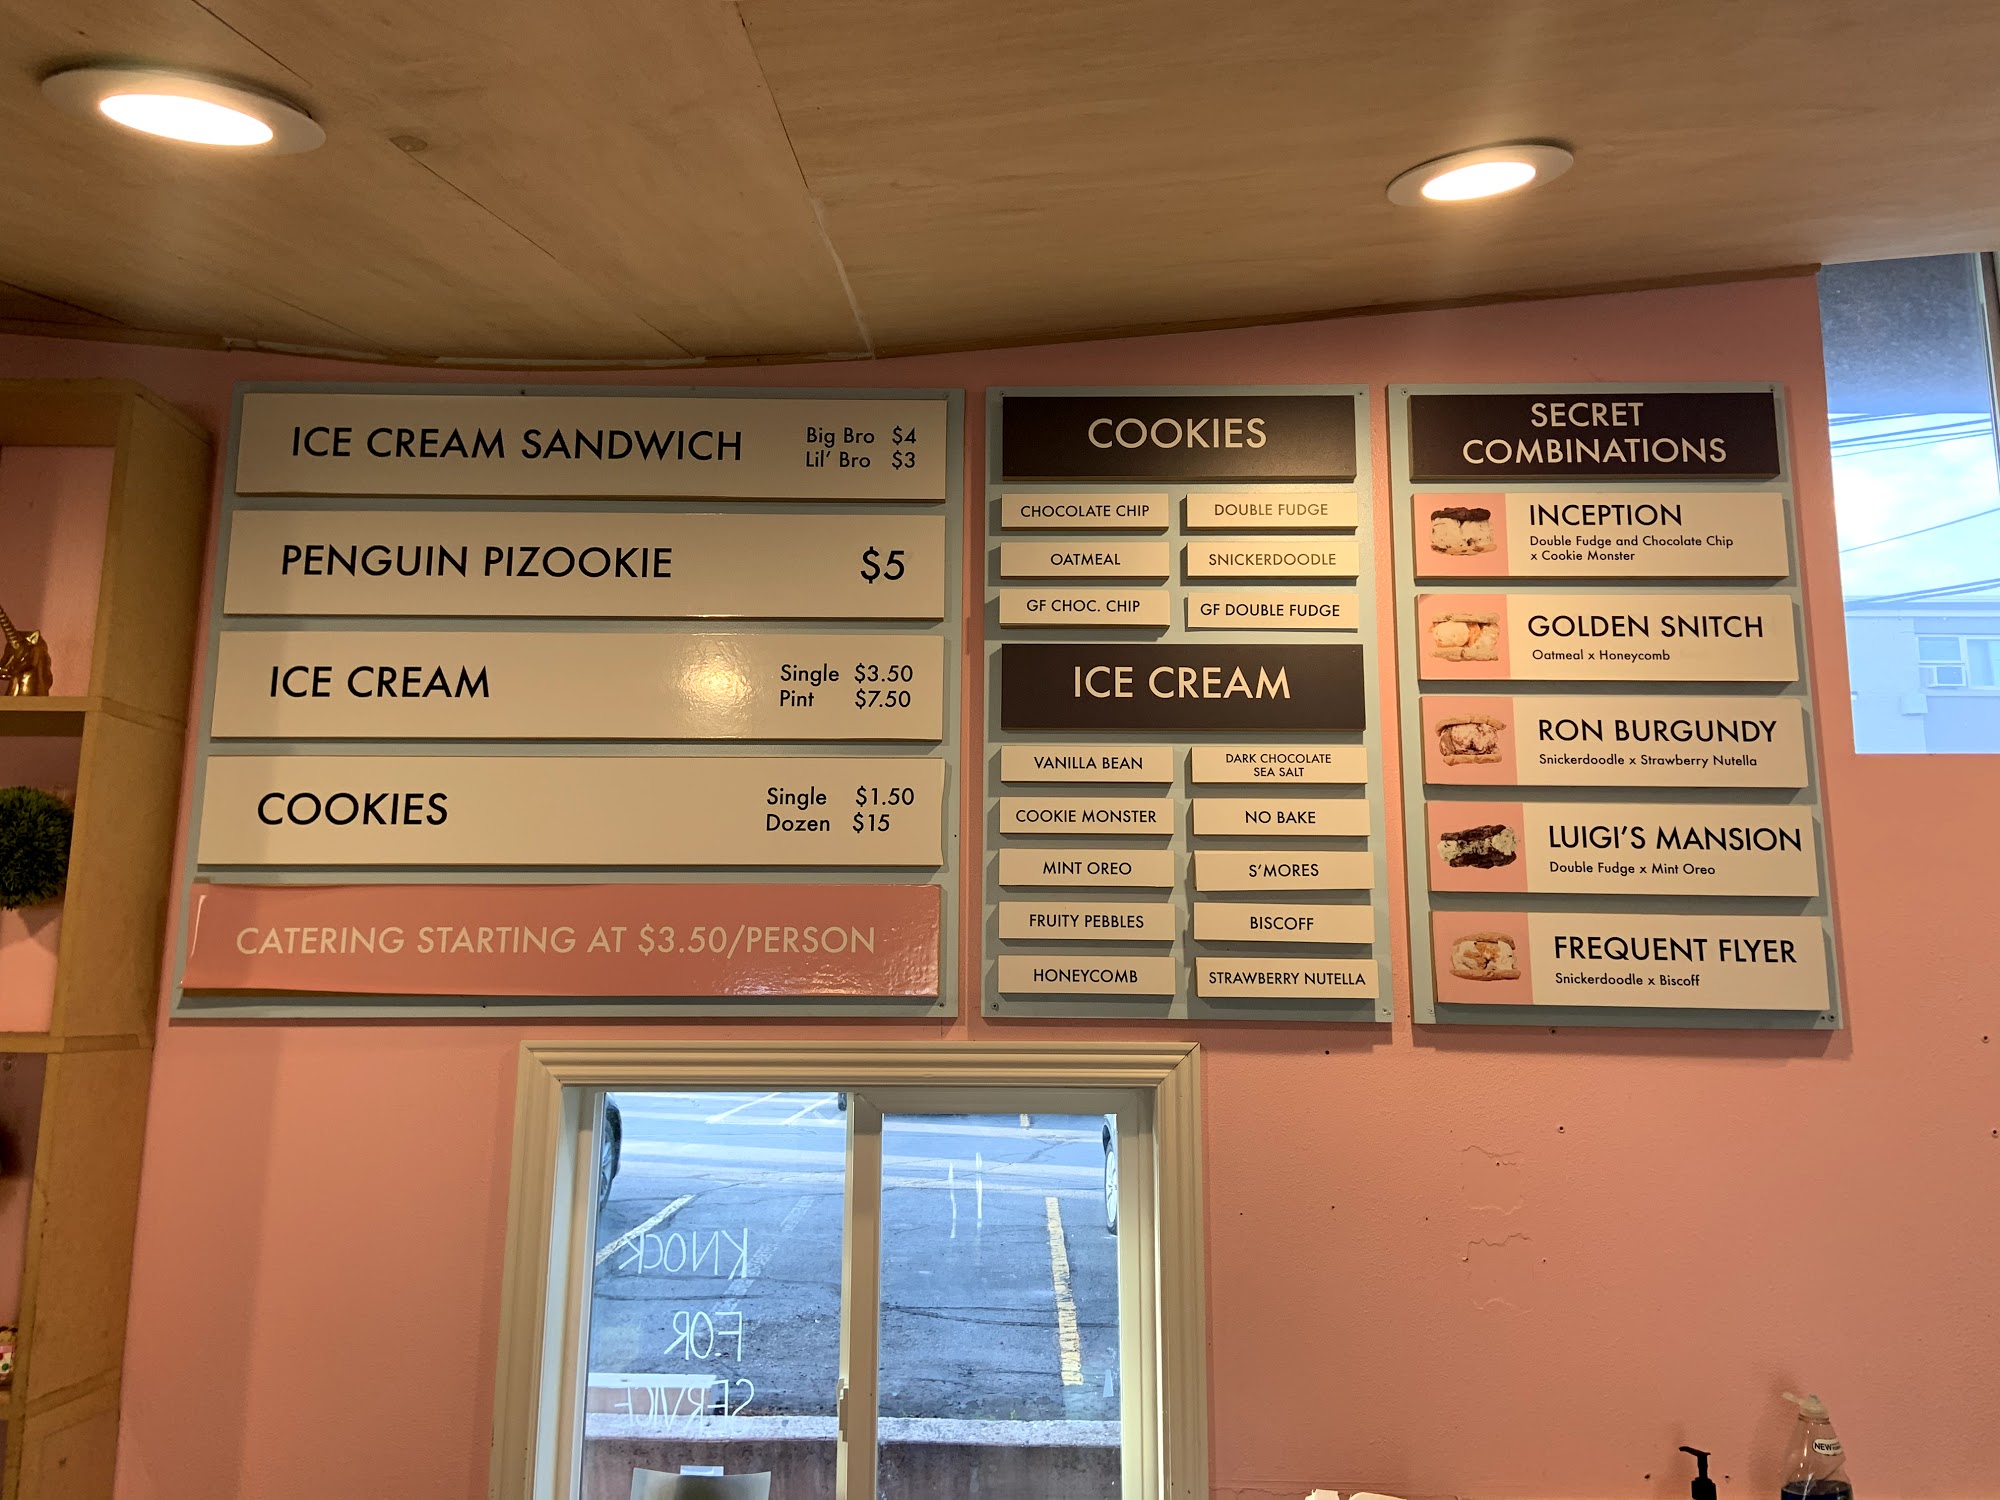 ICE CREAM SANDWICH
Big Bro $4
Lil' Bro $3
PENGUIN PIZOOKIE $5
ICE CREAM
Single $3.50
Pint $7.50
COOKIES
Single $1.50
Dozen $15
CATERING STARTING AT $3.50/PERSON
COOKIES
CHOCOLATE CHIP
DOUBLE FUDGE
OATMEAL
SNICKERDOODLE
GF CHOC. CHIP
GF DOUBLE FUDGE
ICE CREAM
VANILLA BEAN
DARK CHOCOLATE
SEA SALT
COOKIE MONSTER
NO BAKE
MINT OREO
S'MORES
FRUITY PEBBLES
BISCOFF
HONEYCOMB
STRAWBERRY NUTELLA
SECRET
COMBINATIONS
INCEPTION
Double Fudge and Chocolate Chip
x Cookie Monster
GOLDEN SNITCH
Oatmeal x Honeycomb
RON BURGUNDY
Snickerdoodle x Strawberry Nutella
LUIGI'S MANSION
Double Fudge x Mint Oreo
FREQUENT FLYER
Snickerdoodle x Biscoff
KNOCK
FOR
SERVICE
NEW